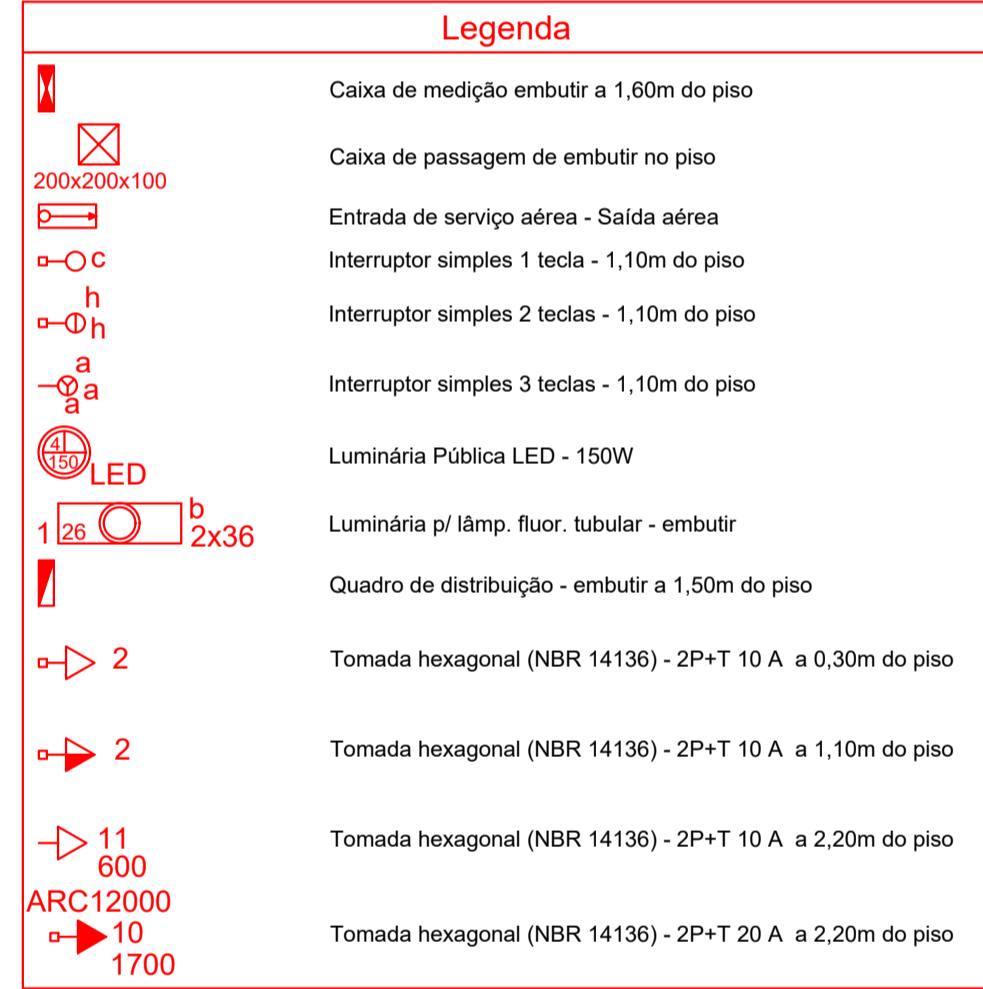 Legenda
Caixa de medição embutir a 1,60m do piso
200x200x100
Caixa de passagem de embutir no piso
Entrada de serviço aérea - Saída aérea
c
Interruptor simples 1 tecla - 1,10m do piso
h
h
Interruptor simples 2 teclas - 1,10m do piso
a
a
a
Interruptor simples 3 teclas - 1,10m do piso
4
150
LED
Luminária Pública LED - 150W
1 26
b
2x36
Luminária p/ lâmp. fluor. tubular - embutir
Quadro de distribuição - embutir a 1,50m do piso
2
Tomada hexagonal (NBR 14136) - 2P+T 10 A a 0,30m do piso
2
Tomada hexagonal (NBR 14136) - 2P+T 10 A a 1,10m do piso
11
600
Tomada hexagonal (NBR 14136) - 2P+T 10 A a 2,20m do piso
ARC12000
10
1700
Tomada hexagonal (NBR 14136) - 2P+T 20 A a 2,20m do piso